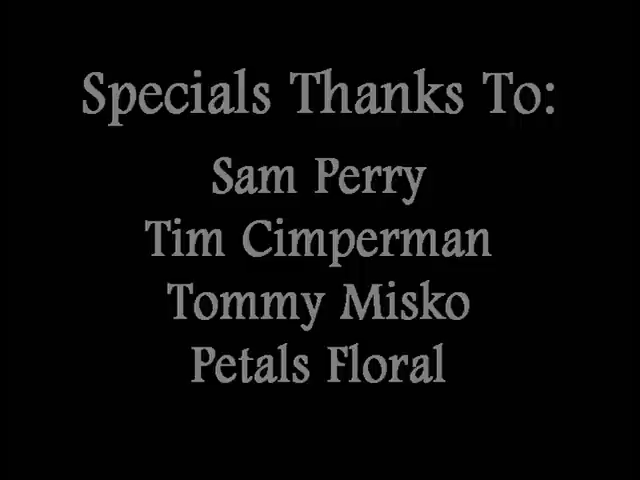 Specials Thanks To:
Sam Perry
Tim Cimperman
Tommy Misko
Petals Floral